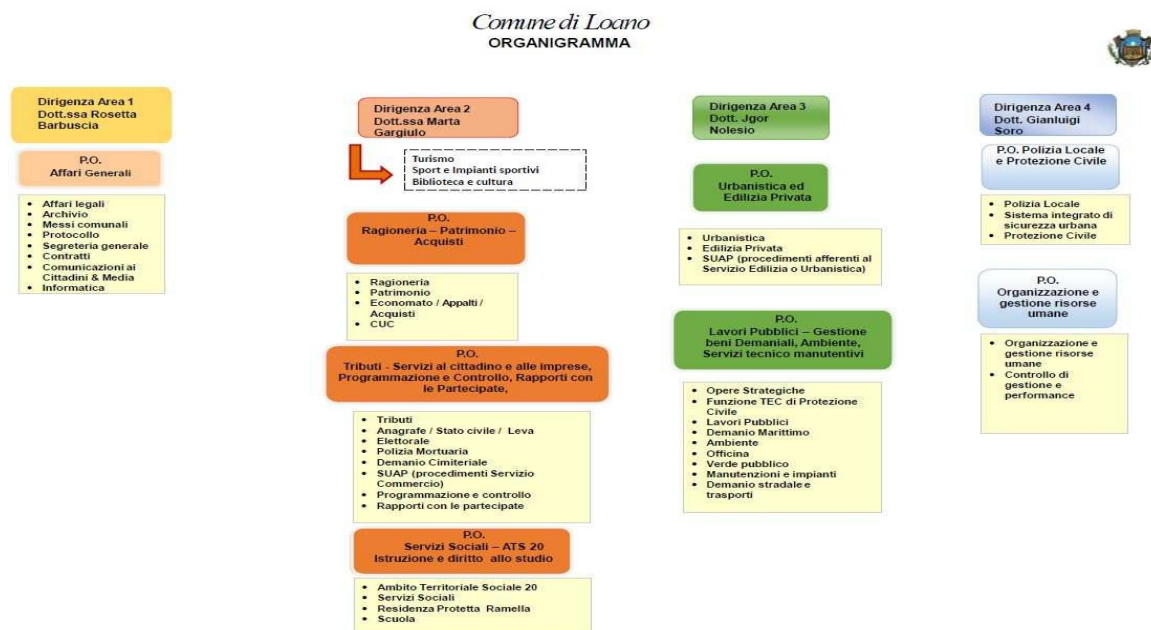 Comune di Loano
ORGANIGRAMMA
Dirigenza Area 1
Dott.ssa Rosetta
Barbuscia
P.O.
Affari Generali
• Affari legali
• Archivio
• Messi comunali
• Protocollo
• Segreteria generale
• Contratti
• Comunicazioni ai
Cittadini & Media
• Informatica
Dirigenza Area 2
Dott.ssa Marta
Gargiulo
Turismo
Sport e Impianti sportivi
Biblioteca e cultura
P.O.
Ragioneria – Patrimonio –
Acquisti
• Ragioneria
• Patrimonio
• Economato / Appalti /
Acquisti
• CUC
P.O.
Tributi - Servizi al cittadino e alle imprese,
Programmazione e Controllo, Rapporti con
le Partecipate,
• Tributi
• Anagrafe / Stato civile / Leva
• Elettorale
• Polizia Mortuaria
• Demanio Cimiteriale
• SUAP (procedimenti Servizio
Commercio)
• Programmazione e controllo
• Rapporti con le partecipate
P.O.
Servizi Sociali – ATS 20
Istruzione e diritto allo studio
• Ambito Territoriale Sociale 20
• Servizi Sociali
• Residenza Protetta Ramella
• Scuola
Dirigenza Area 3
Dott. Jgor
Nolesio
P.O.
Urbanistica ed
Edilizia Privata
• Urbanistica
• Edilizia Privata
• SUAP (procedimenti afferenti al
Servizio Edilizia o Urbanistica)
P.O.
Lavori Pubblici – Gestione
beni Demaniali, Ambiente,
Servizi tecnico manutentivi
• Opere Strategiche
• Funzione TEC di Protezione
Civile
• Lavori Pubblici
• Demanio Marittimo
• Ambiente
• Officina
• Verde pubblico
• Manutenzioni e impianti
• Demanio stradale e
trasporti
Dirigenza Area 4
Dott. Gianluigi
Soro
P.O. Polizia Locale
e Protezione Civile
• Polizia Locale
• Sistema integrato di
sicurezza urbana
• Protezione Civile
P.O.
Organizzazione e
gestione risorse
umane
• Organizzazione e
gestione risorse
umane
• Controllo di
gestione e
performance